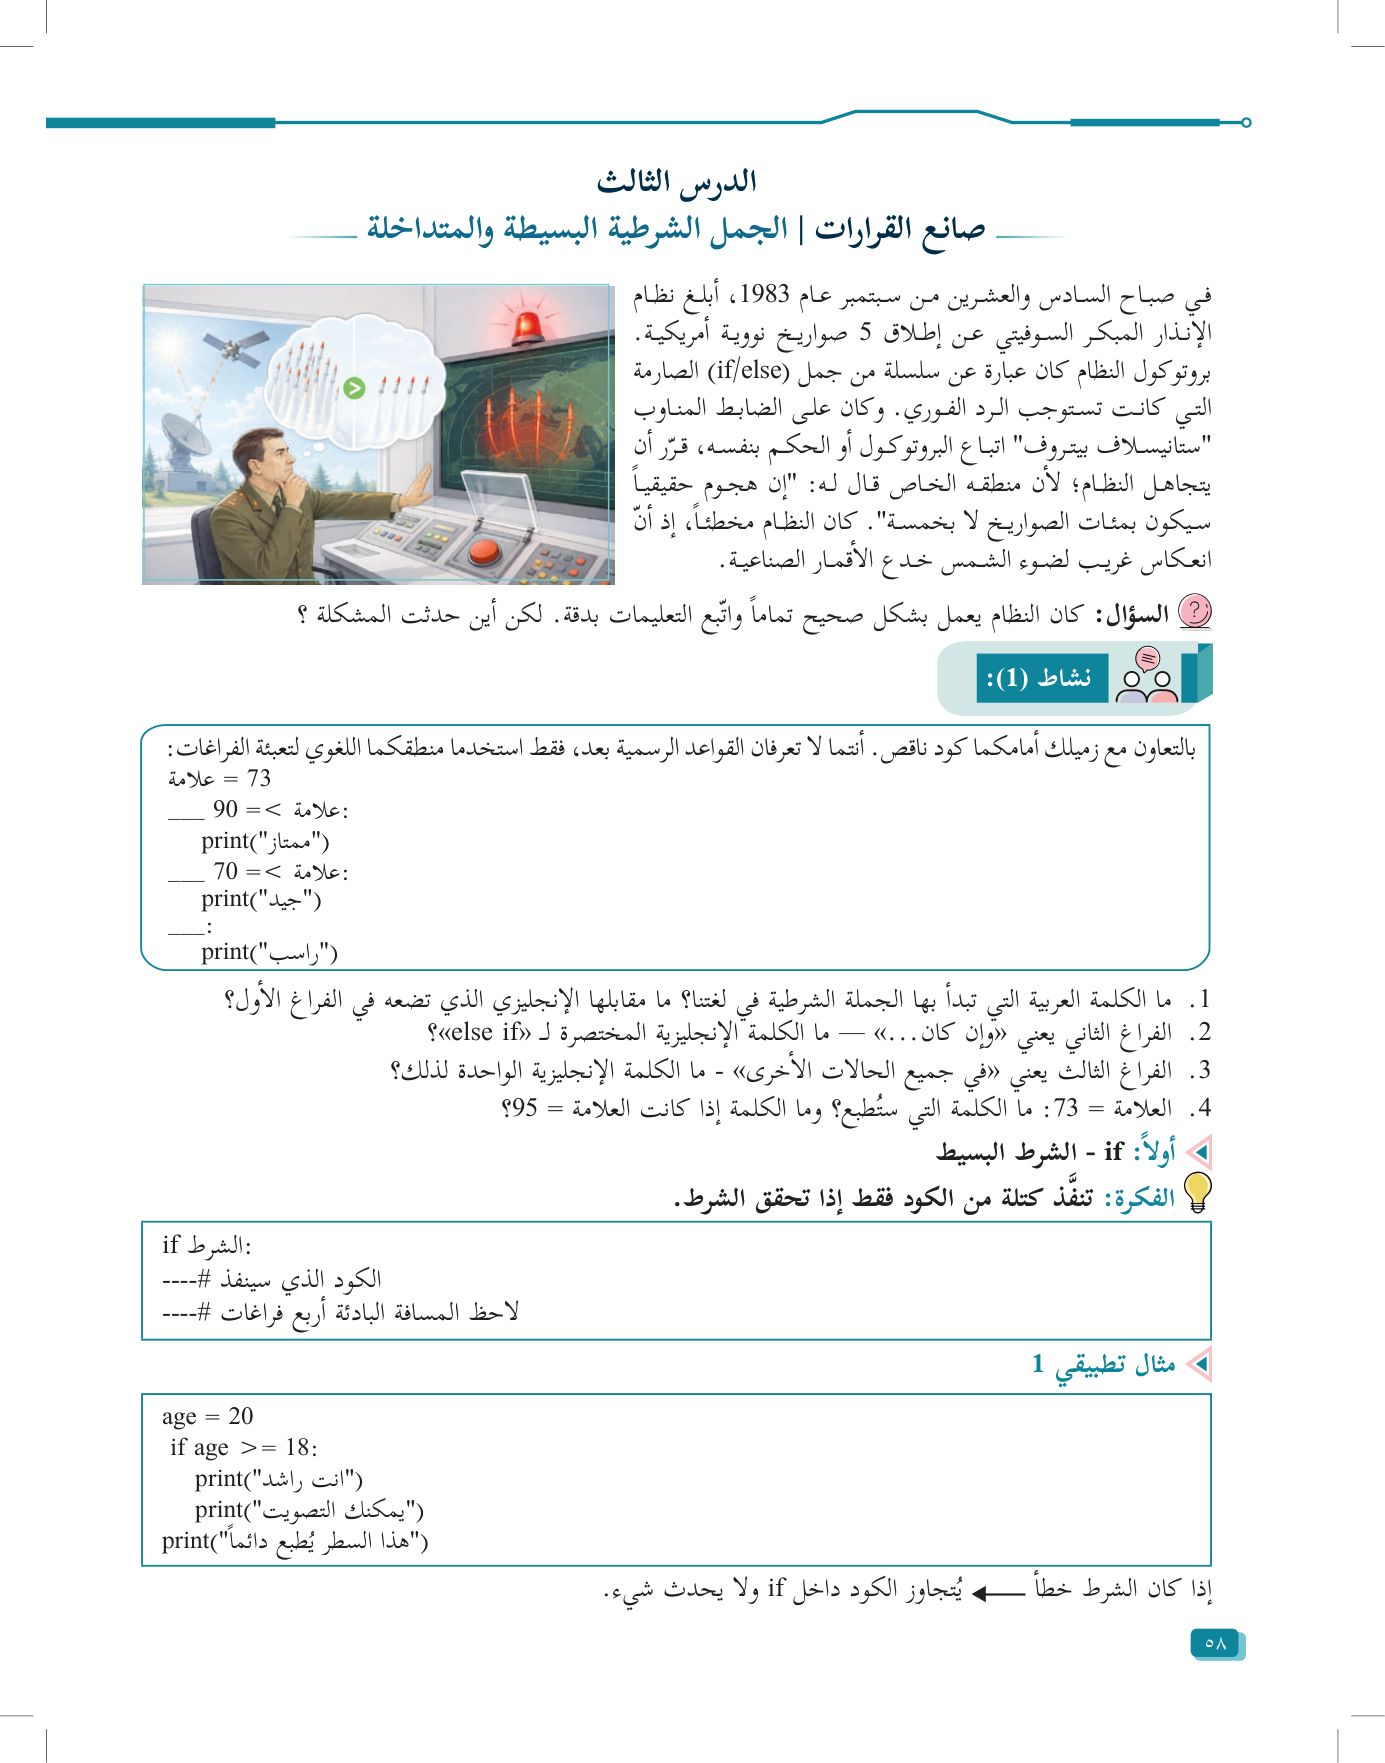 الدرس الثالث
صانع القرارات | الجمل الشرطية البسيطة والمتداخلة
في صباح السادس والعشرين من سبتمبر عام 1983، أبلغ نظام
الإنذار المبكر السوفيتي عن إطلاق 5 صواريخ نووية أمريكية.
بروتوكول النظام كان عبارة عن سلسلة من جمل (if/else) الصارمة
التي كانت تستوجب الرد الفوري. وكان على الضابط المناوب
"ستانيسلاف بيتروف" اتباع البروتوكول أو الحكم بنفسه، قرّر أن
يتجاهل النظام؛ لأن منطقه الخاص قال له: "إن هجوم حقيقياً
سيكون بمئات الصواريخ لا بخمسة". كان النظام مخطئاً، إذ أنّ
انعكاس غريب لضوء الشمس خدع الأقمار الصناعية.
>
السؤال: كان النظام يعمل بشكل صحيح تماماً واتّبع التعليمات بدقة. لكن أين حدثت المشكلة ؟
نشاط (1):
بالتعاون مع زميلك أمامكما كود ناقص. أنتما لا تعرفان القواعد الرسمية بعد، فقط استخدما منطقكما اللغوي لتعبئة الفراغات:
علامة = 73
___ علامة >= 90:
print("ممتاز")
___ علامة >= 70:
print("جيد")
___:
print("راسب")
1. ما الكلمة العربية التي تبدأ بها الجملة الشرطية في لغتنا؟ ما مقابلها الإنجليزي الذي تضعه في الفراغ الأول؟
2. الفراغ الثاني يعني «وإن كان...» — ما الكلمة الإنجليزية المختصرة لـ «else if»؟
3. الفراغ الثالث يعني «في جميع الحالات الأخرى» - ما الكلمة الإنجليزية الواحدة لذلك؟
4. العلامة = 73: ما الكلمة التي ستُطبع؟ وما الكلمة إذا كانت العلامة = 95؟
أولاً: if - الشرط البسيط
الفكرة: تنفَّذ كتلة من الكود فقط إذا تحقق الشرط.
if الشرط:
----# الكود الذي سينفذ
----# لاحظ المسافة البادئة أربع فراغات
مثال تطبيقي 1
age = 20
if age >= 18:
print("انت راشد")
print("يمكنك التصويت")
print("هذا السطر يُطبع دائماً")
إذا كان الشرط خطأ ← يُتجاوز الكود داخل if ولا يحدث شيء.
٥٨